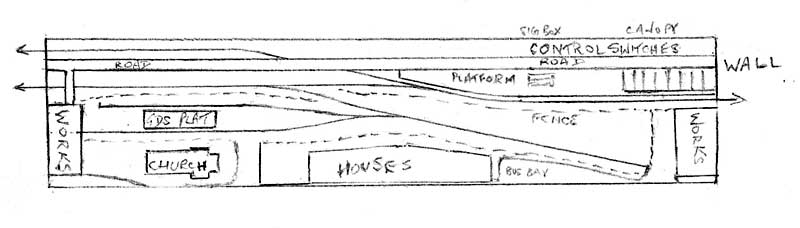 SIG BOX CANOPY
CONTROL SWITCHES
ROAD ROAD
PLATFORM WALL
GDS PLAT FENCE
WORKS WORKS
CHURCH HOUSES BUS BAY